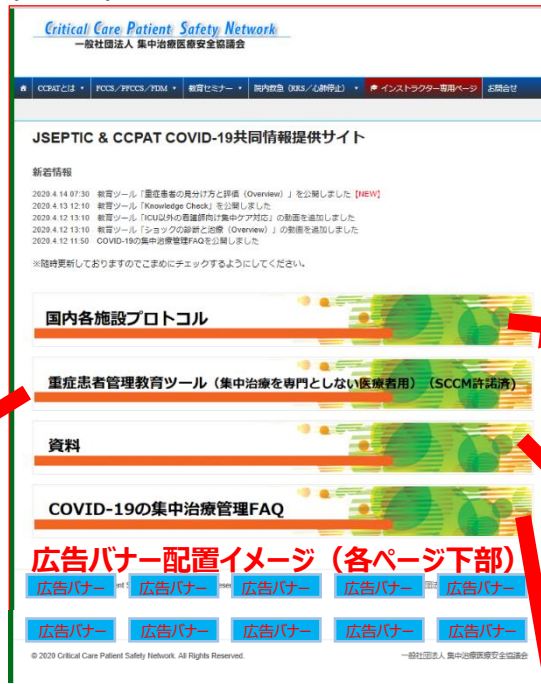 Critical Care Patient Safety Network
一般社団法人 集中治療医療安全協議会
CCPATとは FCCS/PFCCS/FDM 教育セミナー 院内救急（RRS／心肺停止） インストラクター専用ページ お問合せ
JSEPTIC & CCPAT COVID-19共同情報提供サイト
新着情報
2020.4.14 07:30 教育ツール「重症患者の見分け方と評価（Overview）」を公開しました【NEW】
2020.4.13 12:10 教育ツール「Knowledge Check」を公開しました
2020.4.12 13:10 教育ツール「ICU以外の看護師向け集中ケア対応」の動画を追加しました
2020.4.12 13:10 教育ツール「ショックの診断と治療（Overview）」の動画を追加しました
2020.4.12 11:50 COVID-19の集中治療管理FAQを公開しました
※随時更新しておりますのでこまめにチェックするようにしてください。
国内各施設プロトコル
重症患者管理教育ツール（集中治療を専門としない医療者用）（SCCM許諾済）
資料
COVID-19の集中治療管理FAQ
広告バナー配置イメージ（各ページ下部）
広告バナー 広告バナー 広告バナー 広告バナー 広告バナー
広告バナー 広告バナー 広告バナー 広告バナー 広告バナー
© 2020 Critical Care Patient Safety Network. All Rights Reserved. 一般社団法人 集中治療医療安全協議会